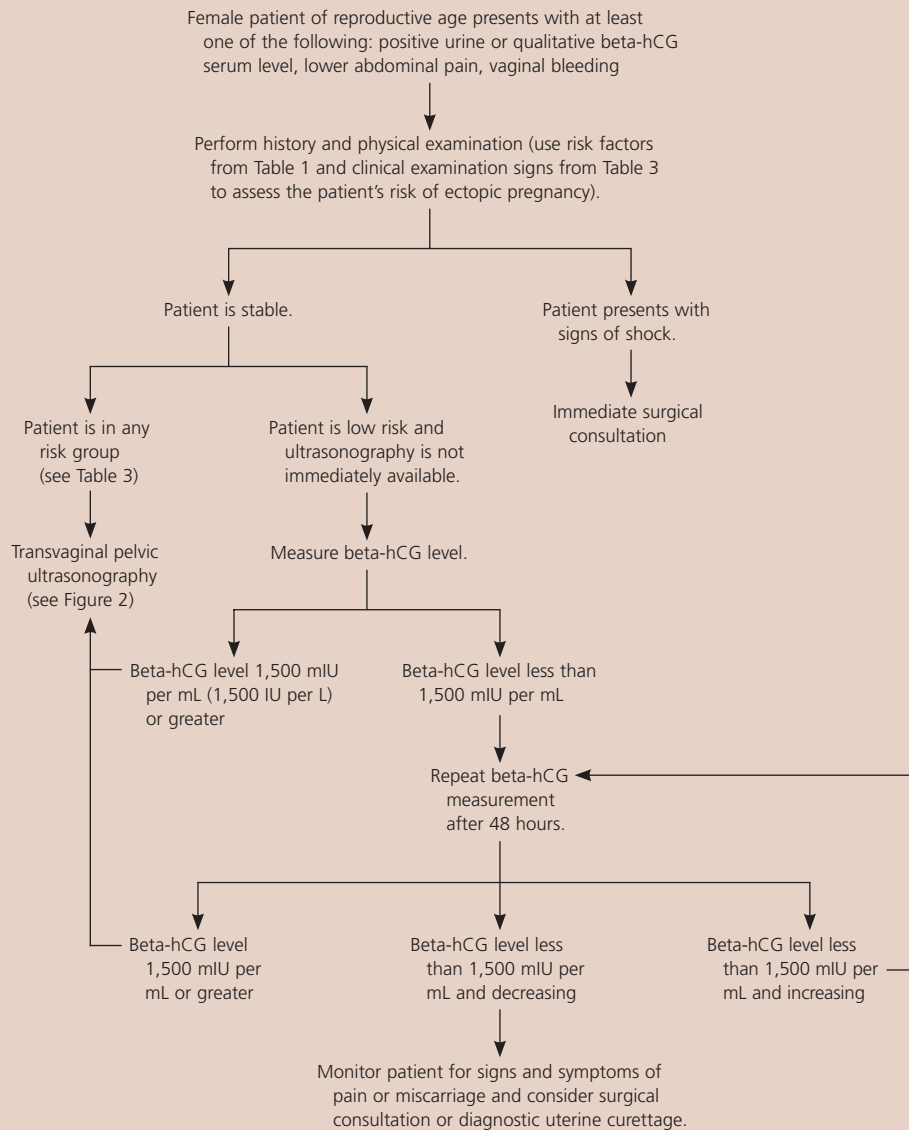 Female patient of reproductive age presents with at least
one of the following: positive urine or qualitative beta-hCG
serum level, lower abdominal pain, vaginal bleeding
Perform history and physical examination (use risk factors
from Table 1 and clinical examination signs from Table 3
to assess the patient's risk of ectopic pregnancy).
Patient is stable.
Patient presents with
signs of shock.
Immediate surgical
consultation
Patient is in any
risk group
(see Table 3)
Patient is low risk and
ultrasonography is not
immediately available.
Transvaginal pelvic
ultrasonography
(see Figure 2)
Measure beta-hCG level.
Beta-hCG level 1,500 mIU
per mL (1,500 IU per L)
or greater
Beta-hCG level less than
1,500 mIU per mL
Repeat beta-hCG
measurement
after 48 hours.
Beta-hCG level
1,500 mIU per
mL or greater
Beta-hCG level less
than 1,500 mIU per
mL and decreasing
Beta-hCG level less
than 1,500 mIU per
mL and increasing
Monitor patient for signs and symptoms of
pain or miscarriage and consider surgical
consultation or diagnostic uterine curettage.